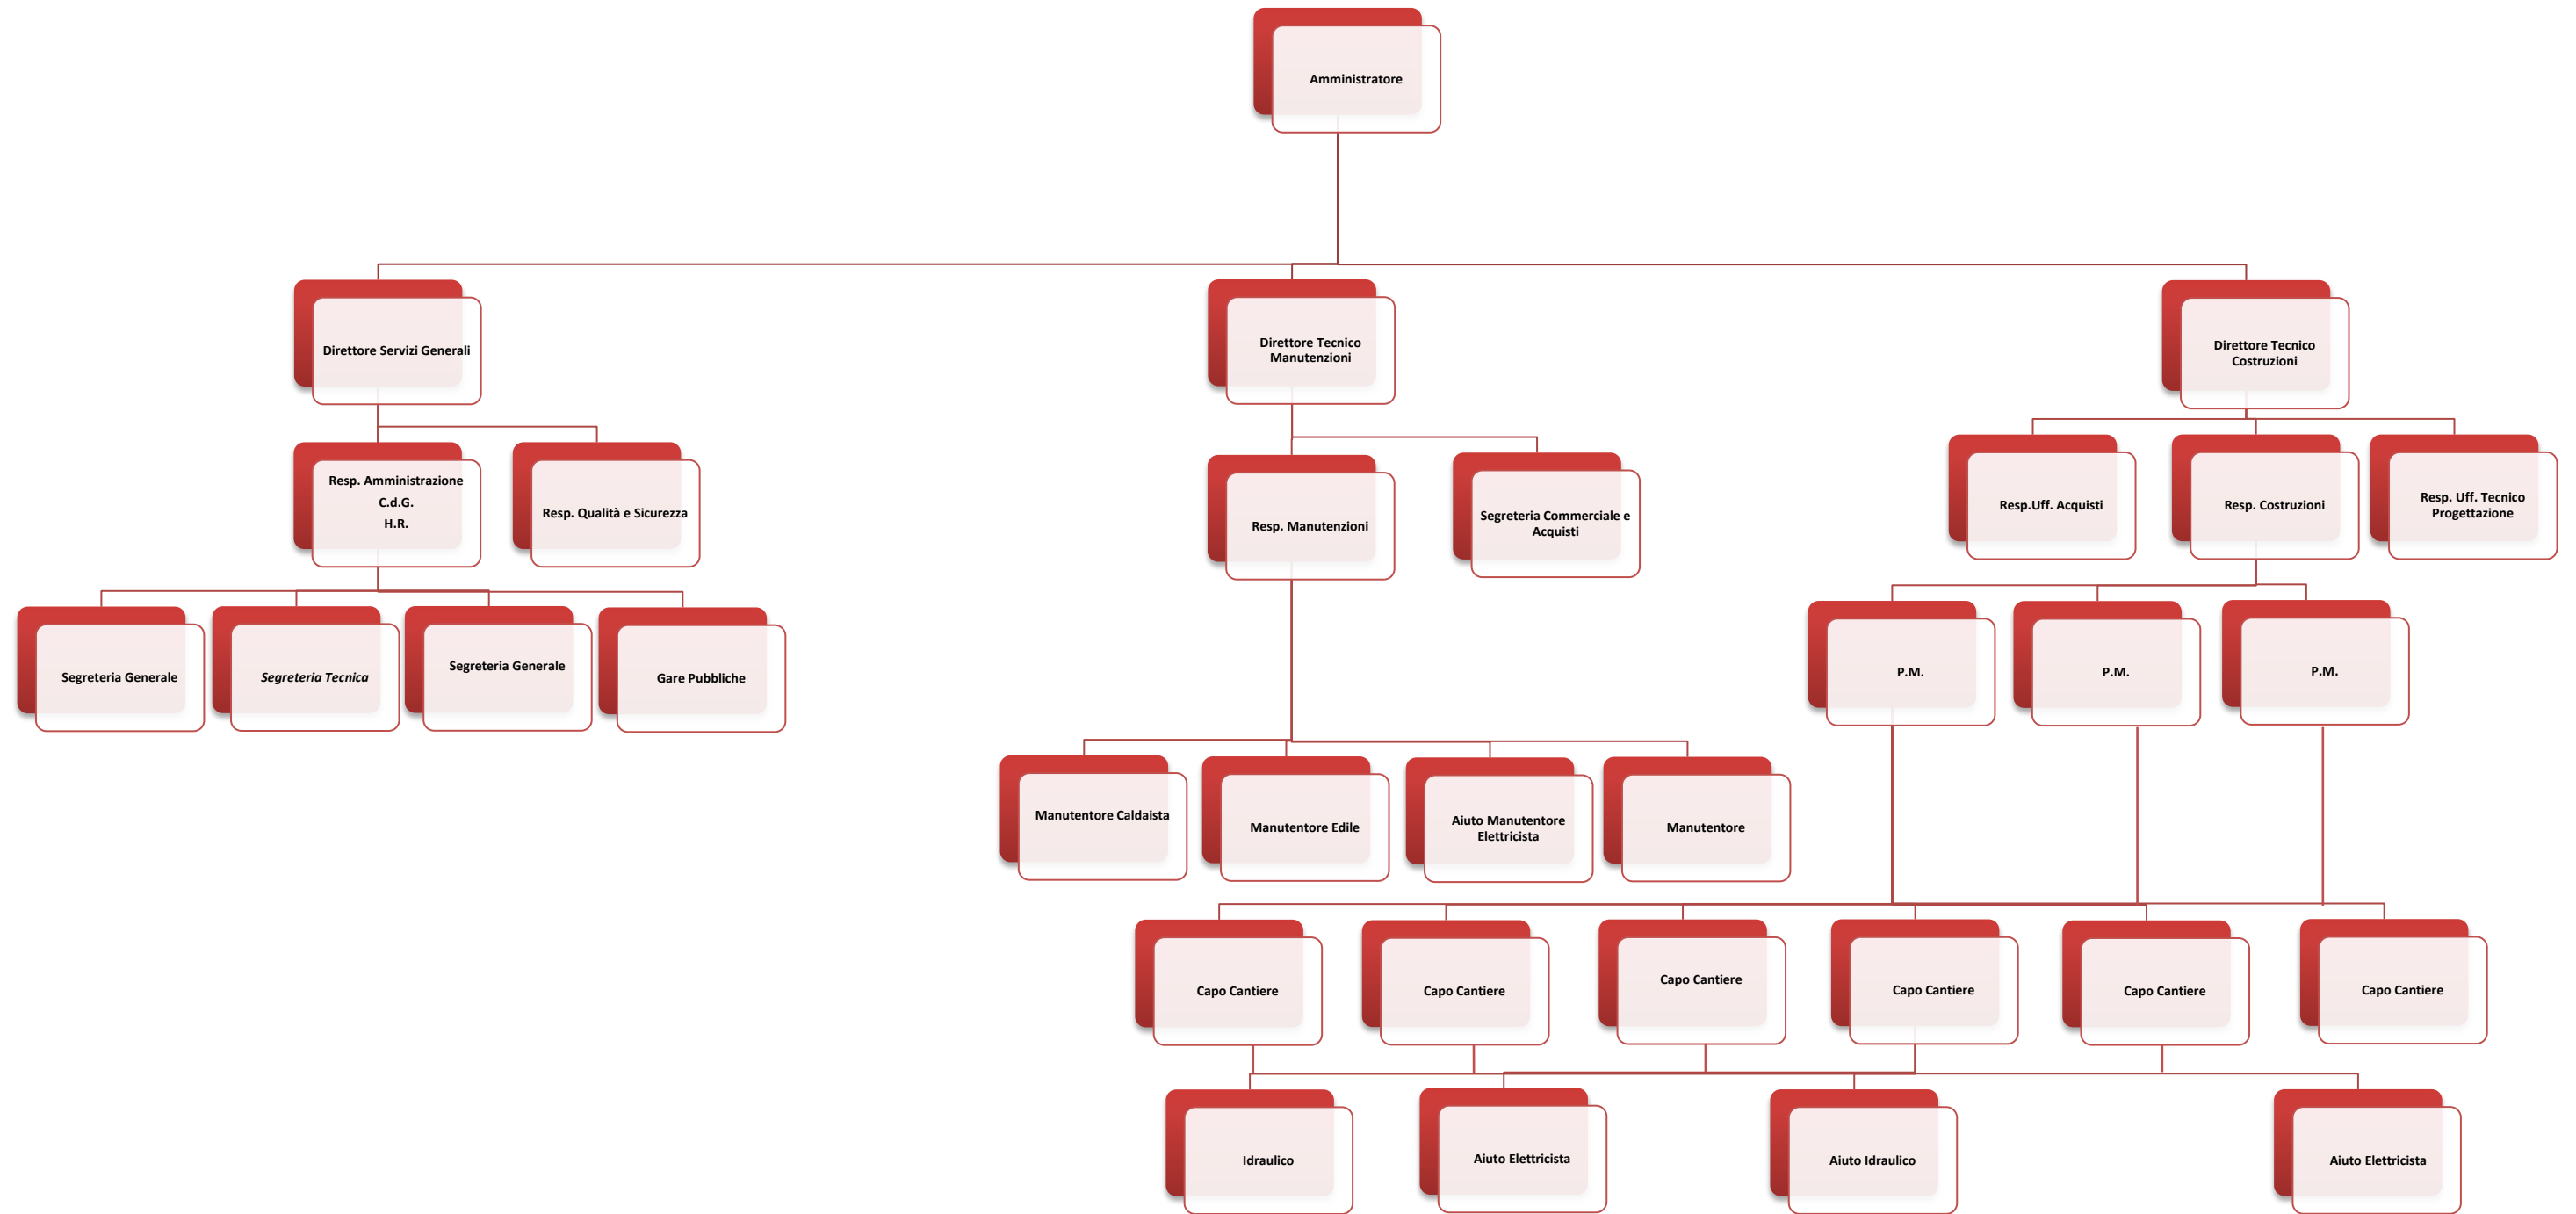 Amministratore
Direttore Servizi Generali
Direttore Tecnico
Manutenzioni
Direttore Tecnico
Costruzioni
Resp. Amministrazione
C.d.G.
H.R.
Resp. Qualità e Sicurezza
Resp. Manutenzioni
Segreteria Commerciale e
Acquisti
Resp.Uff. Acquisti
Resp. Costruzioni
Resp. Uff. Tecnico
Progettazione
Segreteria Generale
Segreteria Tecnica
Segreteria Generale
Gare Pubbliche
P.M.
P.M.
P.M.
Manutentore Caldaista
Manutentore Edile
Aiuto Manutentore
Elettricista
Manutentore
Capo Cantiere
Capo Cantiere
Capo Cantiere
Capo Cantiere
Capo Cantiere
Capo Cantiere
Idraulico
Aiuto Elettricista
Aiuto Idraulico
Aiuto Elettricista